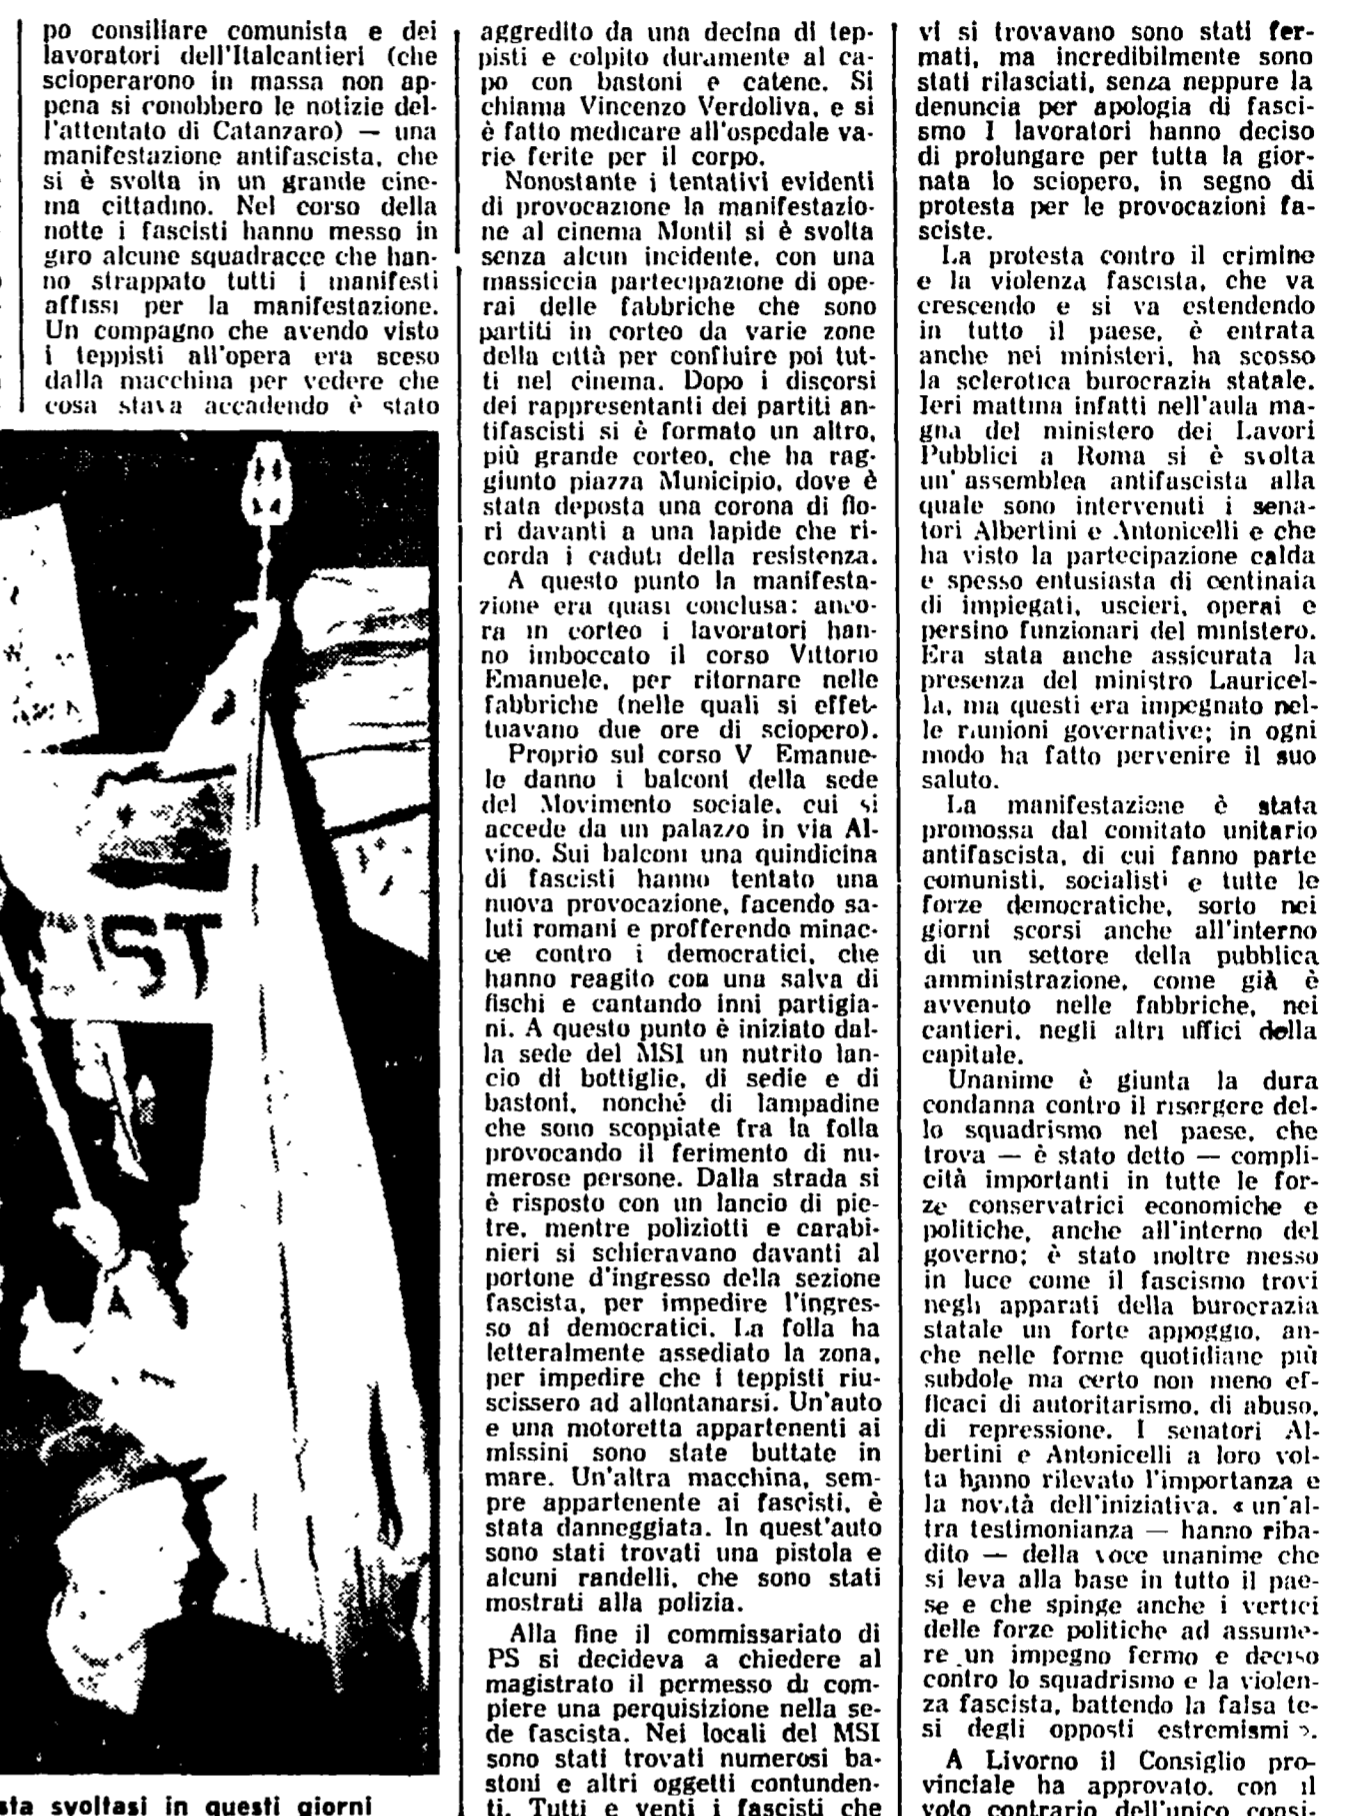 po consiliare comunista e dei
lavoratori dell'Italcantieri (che
scioperarono in massa non ap-
pena si conobbero le notizie del-
l'attentato di Catanzaro) — una
manifestazione antifascista, che
si è svolta in un grande cine-
ma cittadino. Nel corso della
notte i fascisti hanno messo in
giro alcune squadracce che han-
no strappato tutti i manifesti
affissi per la manifestazione.
Un compagno che avendo visto
i teppisti all'opera era sceso
dalla macchina per vedere che
cosa stava accadendo è stato
IST
sta svoltasi in questi giorni
aggredito da una decina di tep-
pisti e colpito duramente al ca-
po con bastoni e catene. Si
chiama Vincenzo Verdoliva, e si
è fatto medicare all'ospedale va-
rie ferite per il corpo.
Nonostante i tentativi evidenti
di provocazione la manifestazio-
ne al cinema Montil si è svolta
senza alcun incidente, con una
massiccia partecipazione di ope-
rai delle fabbriche che sono
partiti in corteo da varie zone
della città per confluire poi tut-
ti nel cinema. Dopo i discorsi
dei rappresentanti dei partiti an-
tifascisti si è formato un altro,
più grande corteo, che ha rag-
giunto piazza Municipio, dove è
stata deposta una corona di fio-
ri davanti a una lapide che ri-
corda i caduti della resistenza.
A questo punto la manifesta-
zione era quasi conclusa: anco-
ra in corteo i lavoratori han-
no imboccato il corso Vittorio
Emanuele, per ritornare nelle
fabbriche (nelle quali si effet-
tuavano due ore di sciopero).
Proprio sul corso V Emanue-
le danno i balconi della sede
del Movimento sociale, cui si
accede da un palazzo in via Al-
vino. Sui balconi una quindicina
di fascisti hanno tentato una
nuova provocazione, facendo sa-
luti romani e profferendo minac-
ce contro i democratici, che
hanno reagito con una salva di
fischi e cantando inni partigia-
ni. A questo punto è iniziato dal-
la sede del MSI un nutrito lan-
cio di bottiglie, di sedie e di
bastoni, nonché di lampadine
che sono scoppiate fra la folla
provocando il ferimento di nu-
merose persone. Dalla strada si
è risposto con un lancio di pie-
tre, mentre poliziotti e carabi-
nieri si schieravano davanti al
portone d'ingresso della sezione
fascista, per impedire l'ingres-
so ai democratici. La folla ha
letteralmente assediato la zona,
per impedire che i teppisti riu-
scissero ad allontanarsi. Un'auto
e una motoretta appartenenti ai
missini sono state buttate in
mare. Un'altra macchina, sem-
pre appartenente ai fascisti, è
stata danneggiata. In quest'auto
sono stati trovati una pistola e
alcuni randelli, che sono stati
mostrati alla polizia.
Alla fine il commissariato di
PS si decideva a chiedere al
magistrato il permesso di com-
piere una perquisizione nella se-
de fascista. Nei locali del MSI
sono stati trovati numerosi ba-
stoni e altri oggetti contunden-
ti. Tutti e venti i fascisti che
vi si trovavano sono stati fer-
mati, ma incredibilmente sono
stati rilasciati, senza neppure la
denuncia per apologia di fasci-
smo I lavoratori hanno deciso
di prolungare per tutta la gior-
nata lo sciopero, in segno di
protesta per le provocazioni fa-
sciste.
La protesta contro il crimine
e la violenza fascista, che va
crescendo e si va estendendo
in tutto il paese, è entrata
anche nei ministeri, ha scosso
la sclerotica burocrazia statale.
Ieri mattina infatti nell'aula ma-
gna del ministero dei Lavori
Pubblici a Roma si è svolta
un'assemblea antifascista alla
quale sono intervenuti i sena-
tori Albertini e Antonicelli e che
ha visto la partecipazione calda
e spesso entusiasta di centinaia
di impiegati, uscieri, operai e
persino funzionari del ministero.
Era stata anche assicurata la
presenza del ministro Lauricel-
la, ma questi era impegnato nel-
le riunioni governative; in ogni
modo ha fatto pervenire il suo
saluto.
La manifestazione è stata
promossa dal comitato unitario
antifascista, di cui fanno parte
comunisti, socialisti e tutte le
forze democratiche, sorto nei
giorni scorsi anche all'interno
di un settore della pubblica
amministrazione, come già è
avvenuto nelle fabbriche, nei
cantieri, negli altri uffici della
capitale.
Unanime è giunta la dura
condanna contro il risorgere del-
lo squadrismo nel paese, che
trova — è stato detto — compli-
cità importanti in tutte le for-
ze conservatrici economiche e
politiche, anche all'interno del
governo; è stato inoltre messo
in luce come il fascismo trovi
negli apparati della burocrazia
statale un forte appoggio, an-
che nelle forme quotidiane più
subdole ma certo non meno ef-
ficaci di autoritarismo, di abuso,
di repressione. I senatori Al-
bertini e Antonicelli a loro vol-
ta hanno rilevato l'importanza e
la novità dell'iniziativa, « un'al-
tra testimonianza — hanno riba-
dito — della voce unanime che
si leva alla base in tutto il pae-
se e che spinge anche i vertici
delle forze politiche ad assume-
re un impegno fermo e deciso
contro lo squadrismo e la violen-
za fascista, battendo la falsa te-
si degli opposti estremismi ».
A Livorno il Consiglio pro-
vinciale ha approvato, con il
voto contrario dell'unico consi-